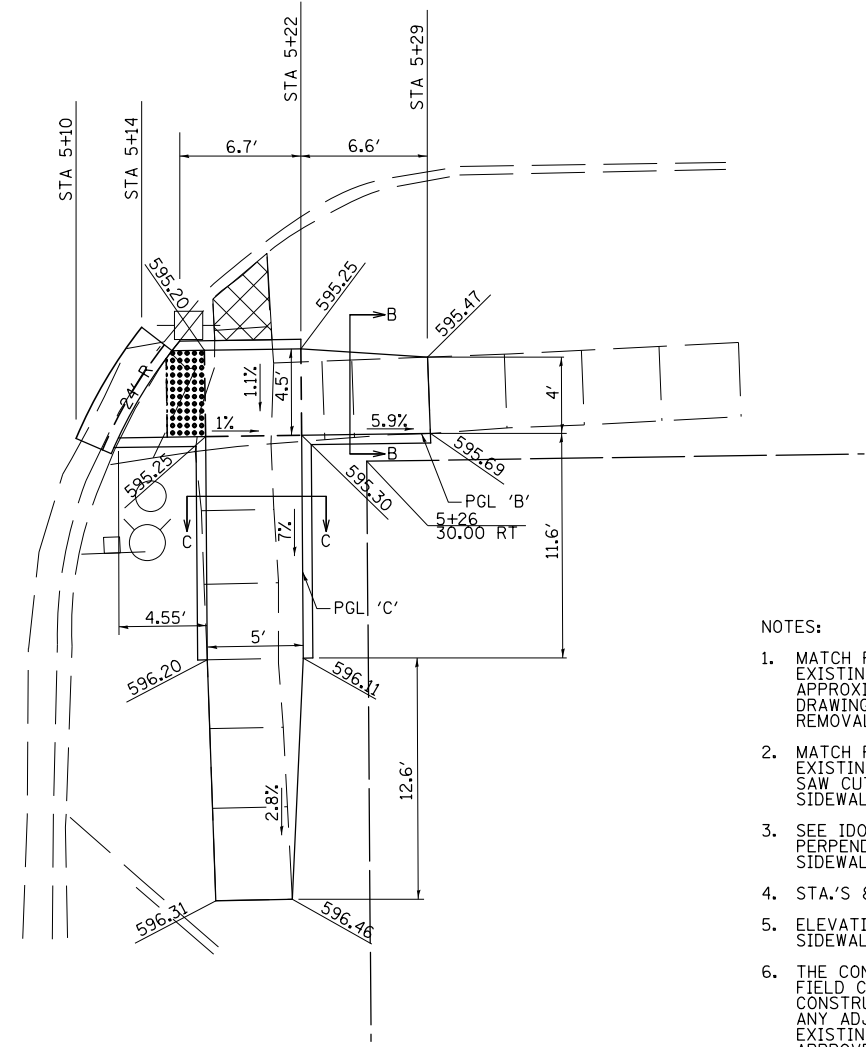 STA 5+10
STA 5+14
STA 5+22
STA 5+29
6.7'
6.6'
595.20
595.25
595.47
B
24' R
1.1%
4.5'
4'
1%
5.9%
B
595.25
595.30
595.69
PGL 'B'
5+26
30.00 RT
C
C
7%
11.6'
PGL 'C'
4.55'
5'
596.20
596.11
12.6'
2.8%
596.31
596.46
NOTES:
1. MATCH
EXISTIN
APPROXI
DRAWING
REMOVAL
2. MATCH
EXISTIN
SAW CU
SIDEWAL
3. SEE IDO
PERPEND
SIDEWAL
4. STA.'S &
5. ELEVATI
SIDEWAL
6. THE CON
FIELD C
CONSTRU
ANY ADJ
EXISTIN